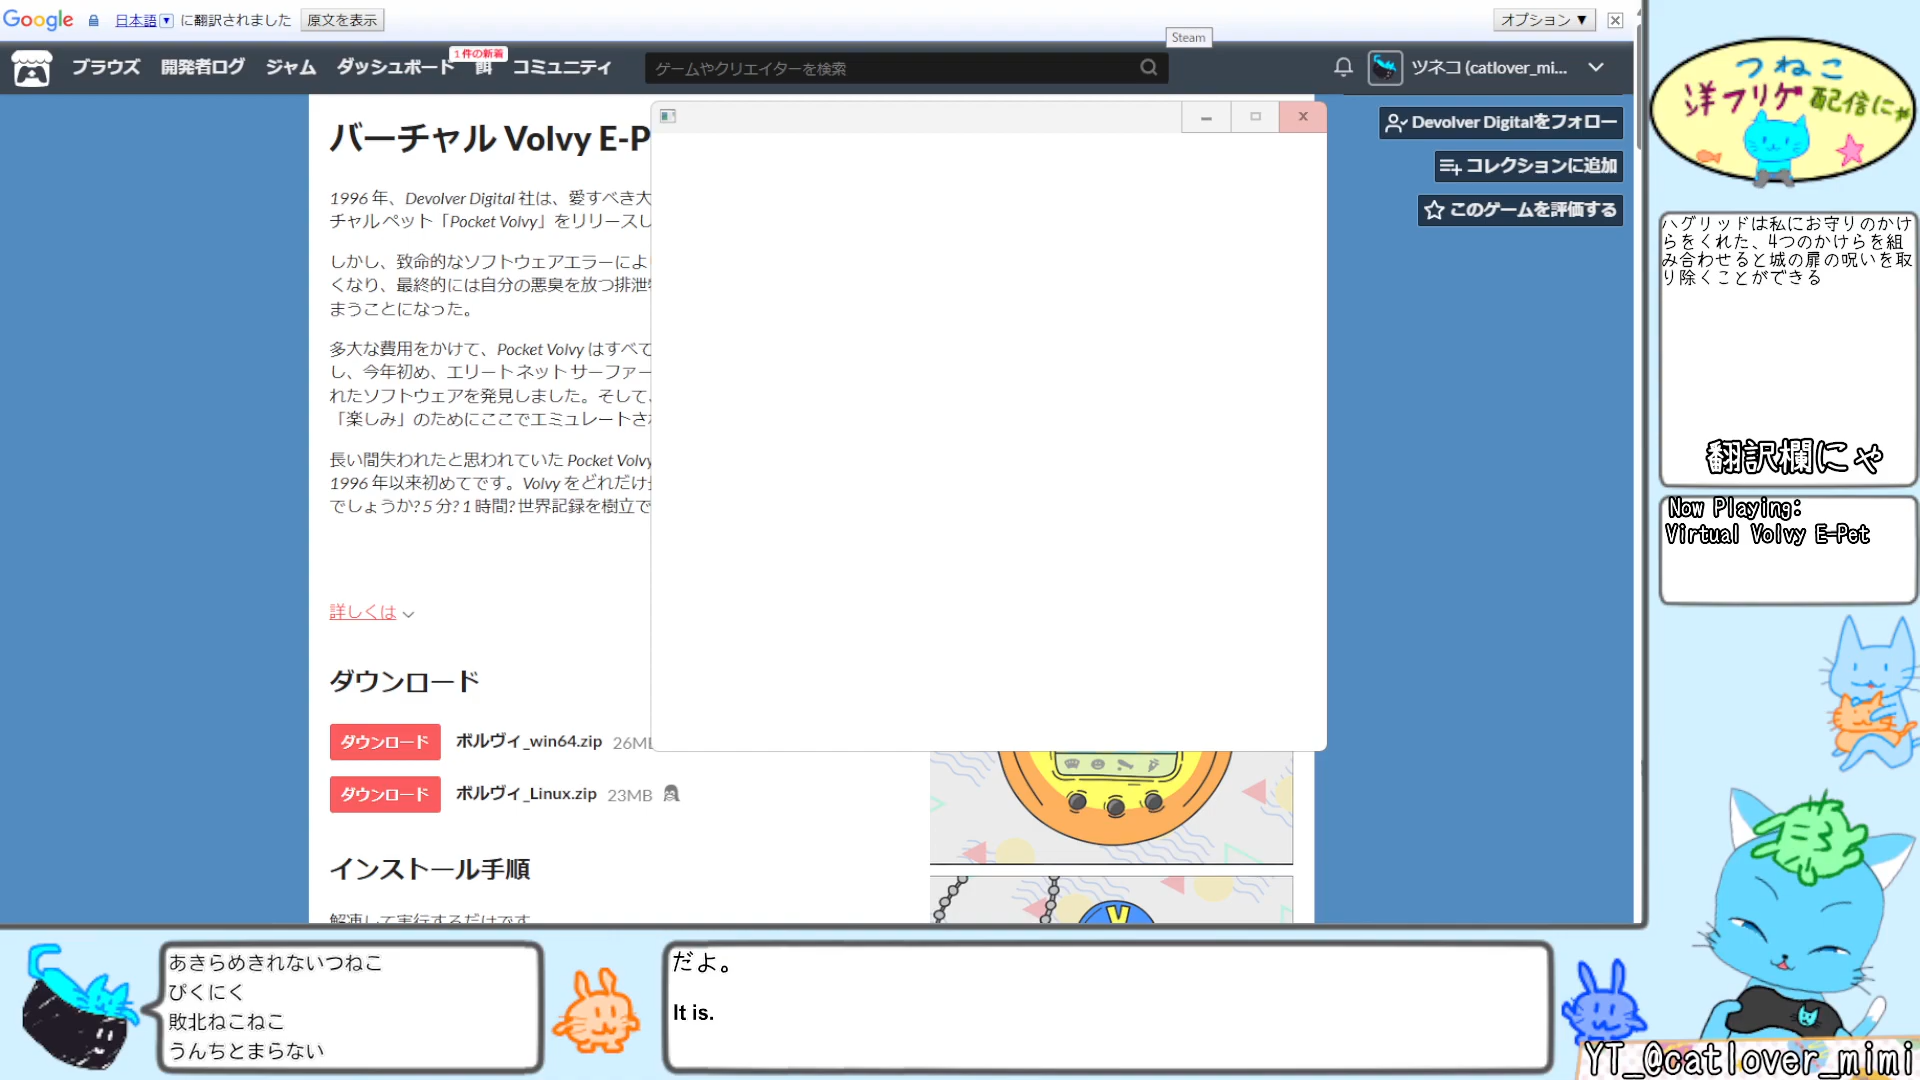 Google 日本語 ▼ に翻訳されました 原文を表示 オプション ▼
Steam
ブラウズ 開発者ログ ジャム ダッシュボード 1 件の新着 餌 コミュニティ ゲームやクリエイターを検索 ツネコ (catlover_mi...
Devolver Digitalをフォロー
コレクションに追加
このゲームを評価する
バーチャル Volvy E-P
1996 年、Devolver Digital 社は、愛すべき大
チャルペット「Pocket Volvy」をリリースし
しかし、致命的なソフトウェアエラーによ
くなり、最終的には自分の悪臭を放つ排泄
まうことになった。
多大な費用をかけて、Pocket Volvy はすべて
し、今年初め、エリート ネット サーファー
れたソフトウェアを発見しました。そして、
「楽しみ」のためにここでエミュレートさ
長い間失われたと思われていた Pocket Volvy
1996 年以来初めてです。Volvy をどれだけ
でしょうか? 5 分? 1 時間? 世界記録を樹立で
詳しくは
ダウンロード
ダウンロード ボルヴィ_win64.zip 26ME
ダウンロード ボルヴィ_Linux.zip 23MB
インストール手順
解凍して実行するだけです
V
つねこ
洋フリゲ配信にゃ
ハグリッドは私にお守りのかけ
らをくれた、4つのかけらを組
み合わせると城の扉の呪いを取
り除くことができる
翻訳欄にゃ
Now Playing:
Virtual Volvy E-Pet
あきらめきれないつねこ
ぴくにく
敗北ねこねこ
うんちとまらない
だよ。
It is.
YT_@catlover_mimi